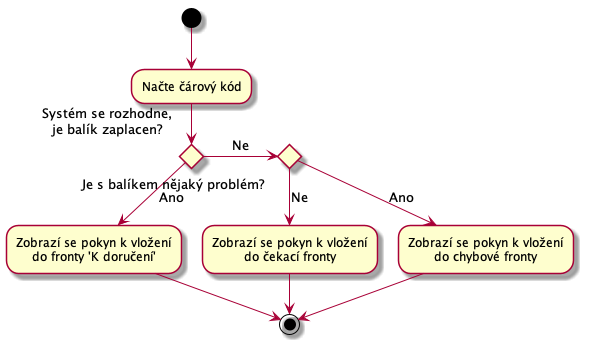 Načte čárový kód
Systém se rozhodne,
je balík zaplacen?
Ne
Je s balíkem nějaký problém?
Ano
Ne
Ano
Zobrazí se pokyn k vložení
do fronty 'K doručení'
Zobrazí se pokyn k vložení
do čekací fronty
Zobrazí se pokyn k vložení
do chybové fronty